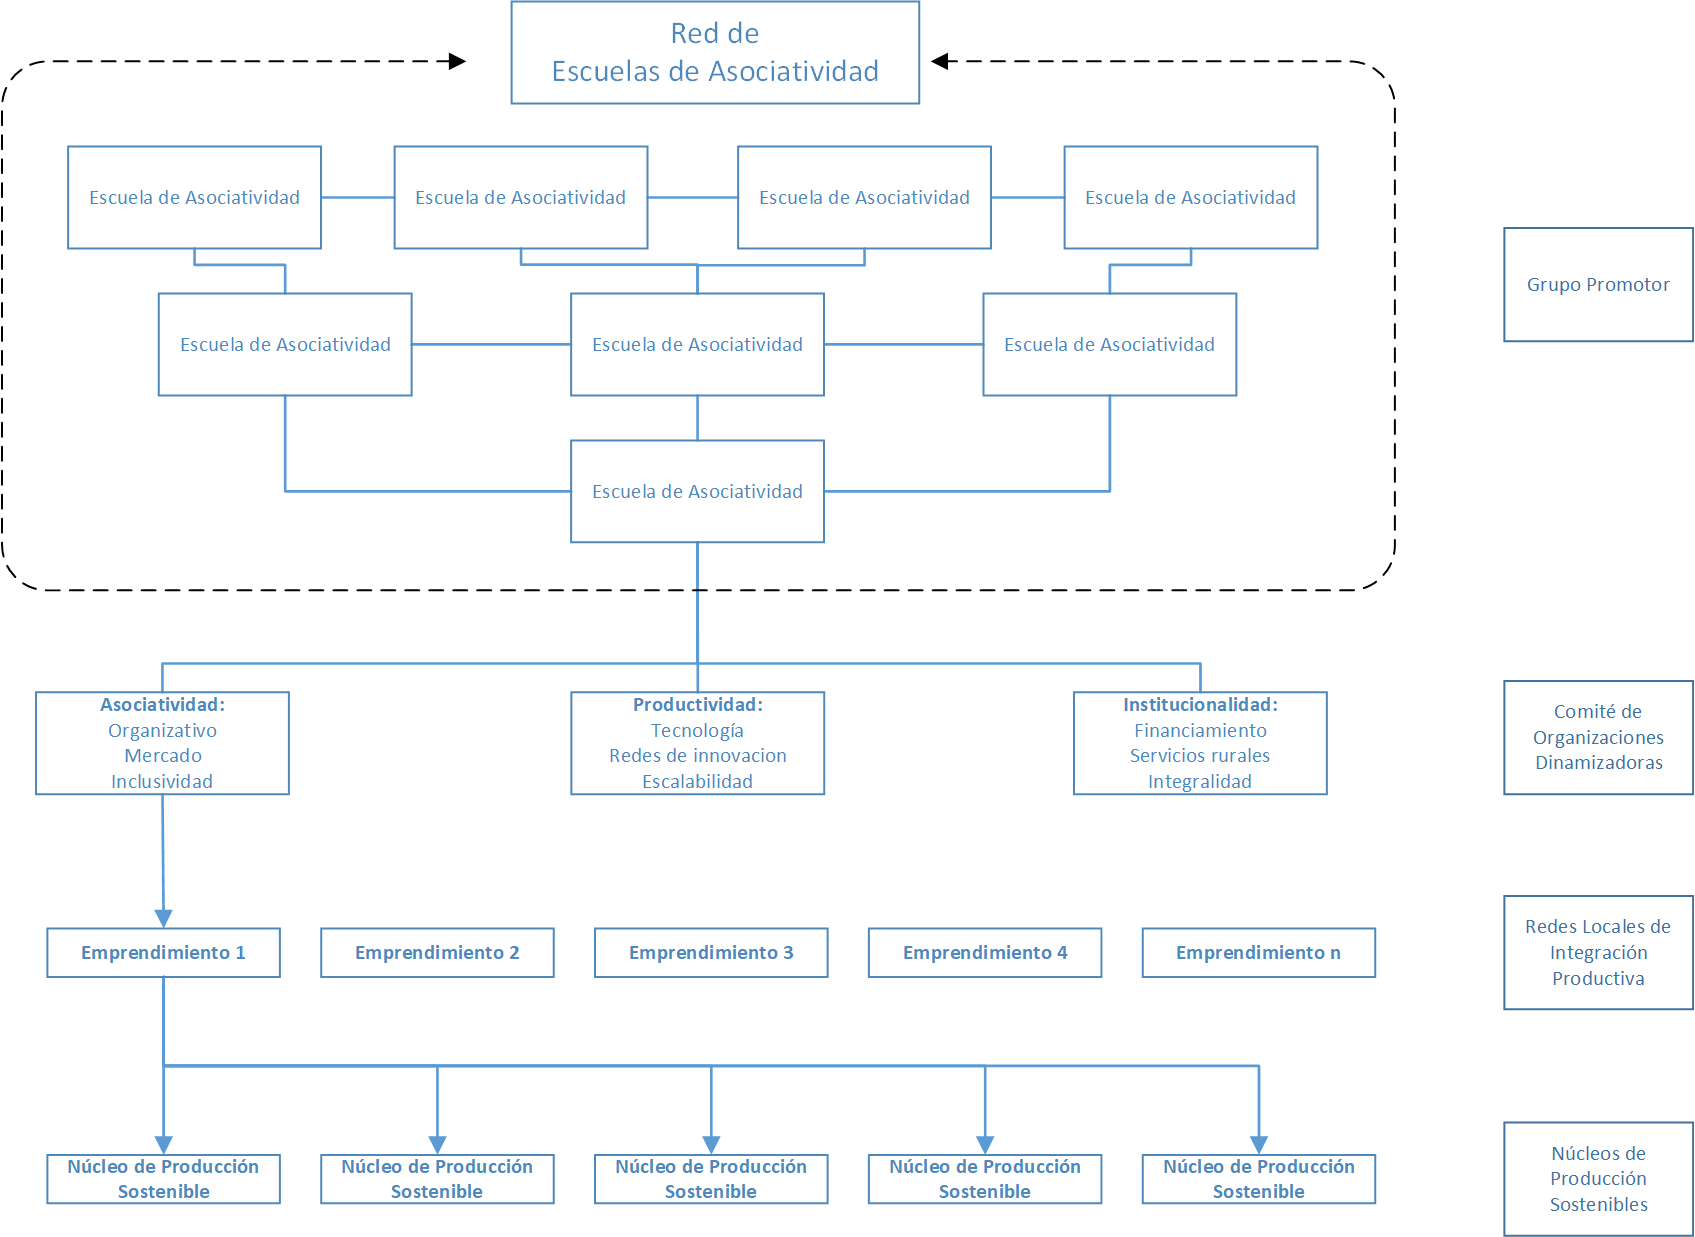 Red de
Escuelas de Asociatividad
Escuela de Asociatividad
Escuela de Asociatividad
Escuela de Asociatividad
Escuela de Asociatividad
Grupo Promotor
Escuela de Asociatividad
Escuela de Asociatividad
Escuela de Asociatividad
Escuela de Asociatividad
Asociatividad:
Organizativo
Mercado
Inclusividad
Productividad:
Tecnología
Redes de innovacion
Escalabilidad
Institucionalidad:
Financiamiento
Servicios rurales
Integralidad
Comité de
Organizaciones
Dinamizadoras
Emprendimiento 1
Emprendimiento 2
Emprendimiento 3
Emprendimiento 4
Emprendimiento n
Redes Locales de
Integración
Productiva
Núcleo de Producción
Sostenible
Núcleo de Producción
Sostenible
Núcleo de Producción
Sostenible
Núcleo de Producción
Sostenible
Núcleo de Producción
Sostenible
Núcleos de
Producción
Sostenibles